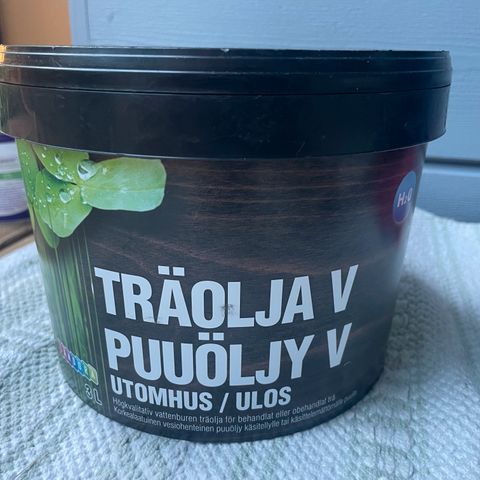 H₂O
TRÄOLJA V
PUUÖLJY V
UTOMHUS / ULOS
3L
Högkvalitativ vattenburen träolja för behandlat eller obehandlat trä
Korkealaatuinen vesiohenteinen puuöljy käsitellylle tai käsittelemättömälle puulle